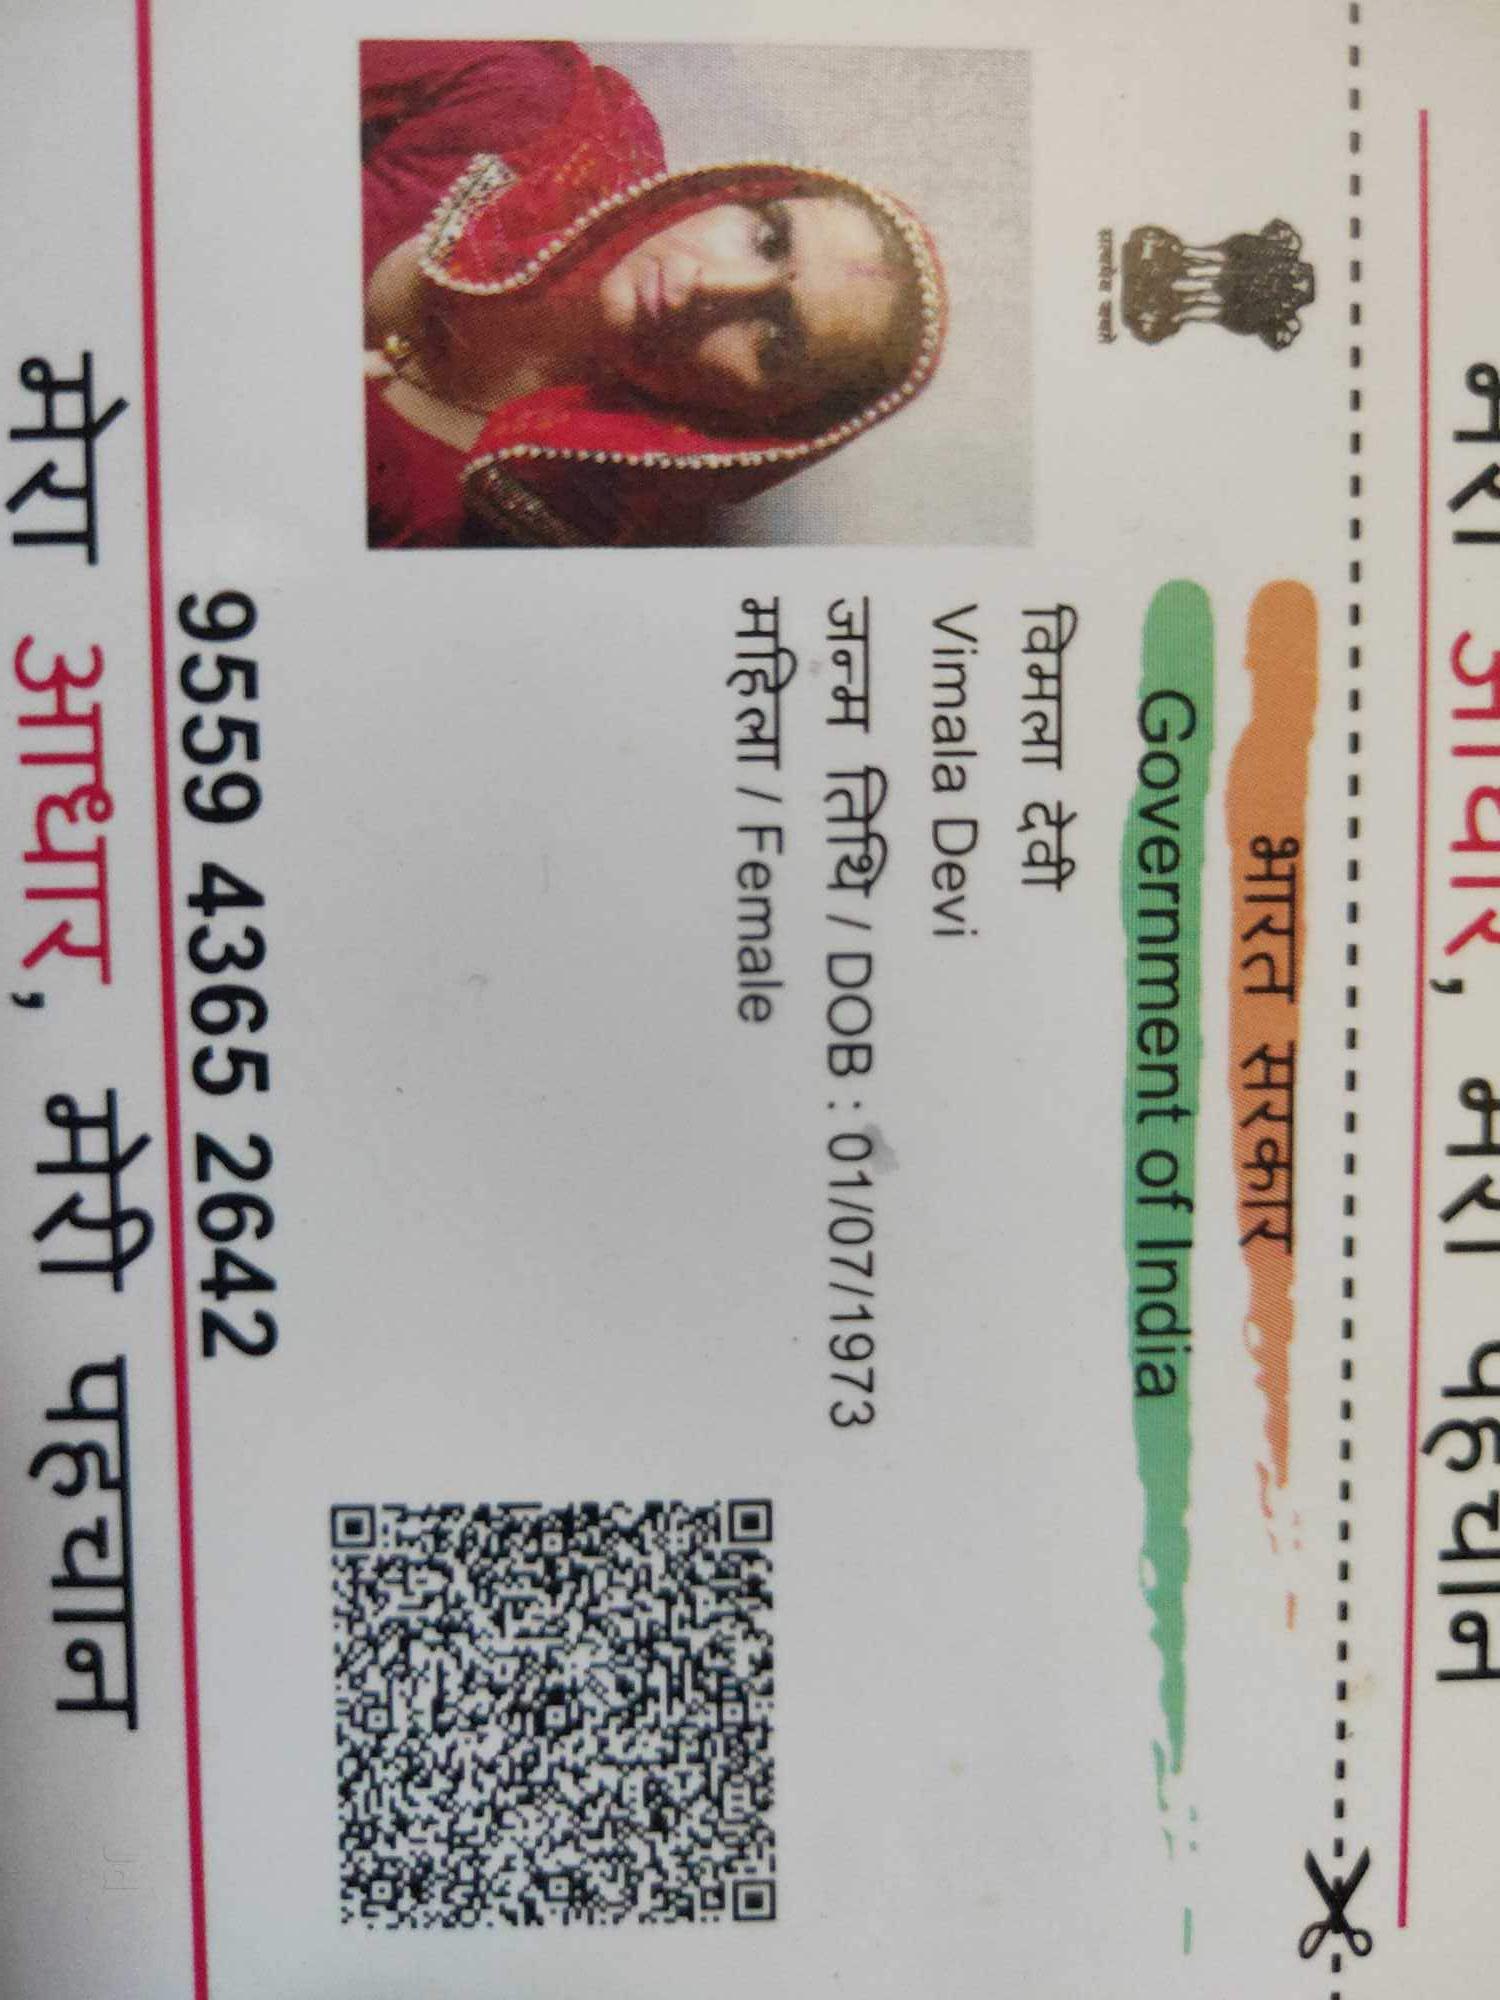 मेरा आधार, मेरी पहचान
भारत सरकार
Government of India
सत्यमेव जयते
विमला देवी
Vimala Devi
जन्म तिथि / DOB : 01/07/1973
महिला / Female
9559 4365 2642
मेरा आधार, मेरी पहचान